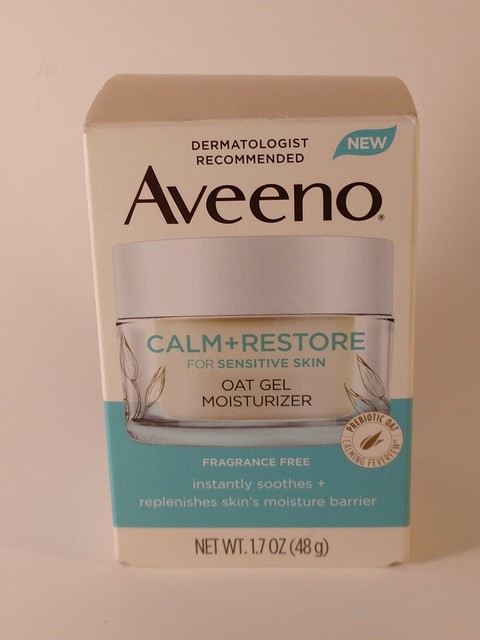 DERMATOLOGIST
RECOMMENDED
NEW
Aveeno®
CALM+RESTORE
FOR SENSITIVE SKIN
OAT GEL
MOISTURIZER
PREBIOTIC OAT
CALMING FEVERFEW
FRAGRANCE FREE
instantly soothes +
replenishes skin's moisture barrier
NET WT. 1.7 OZ (48 g)